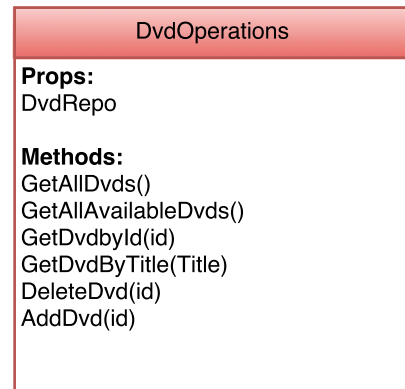 DvdOperations
Props:
DvdRepo
Methods:
GetAllDvds()
GetAllAvailableDvds()
GetDvdbyId(id)
GetDvdByTitle(Title)
DeleteDvd(id)
AddDvd(id)